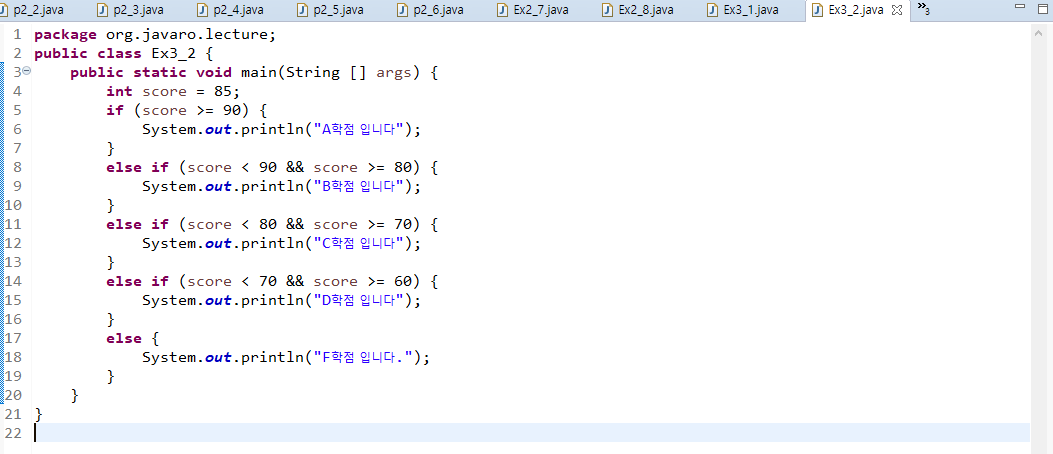 p2_2.java p2_3.java p2_4.java p2_5.java p2_6.java Ex2_7.java Ex2_8.java Ex3_1.java Ex3_2.java »3
1 package org.javaro.lecture;
2 public class Ex3_2 {
3 public static void main(String [] args) {
4 int score = 85;
5 if (score >= 90) {
6 System.out.println("A학점 입니다");
7 }
8 else if (score < 90 && score >= 80) {
9 System.out.println("B학점 입니다");
10 }
11 else if (score < 80 && score >= 70) {
12 System.out.println("C학점 입니다");
13 }
14 else if (score < 70 && score >= 60) {
15 System.out.println("D학점 입니다");
16 }
17 else {
18 System.out.println("F학점 입니다.");
19 }
20 }
21 }
22